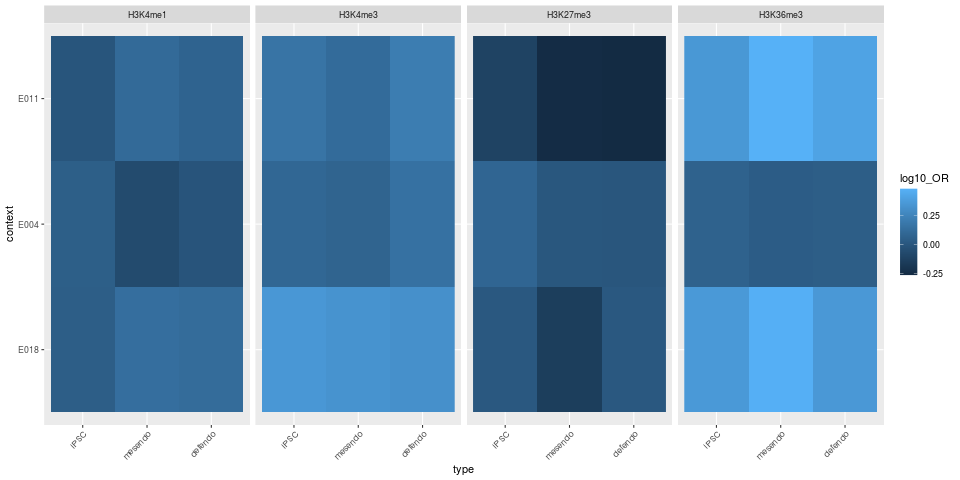 H3K4me1 H3K4me3 H3K27me3 H3K36me3
E011
E004
E018
context
iPSC mesendo defendo iPSC mesendo defendo iPSC mesendo defendo iPSC mesendo defendo
type
log10_OR
0.25
0.00
-0.25